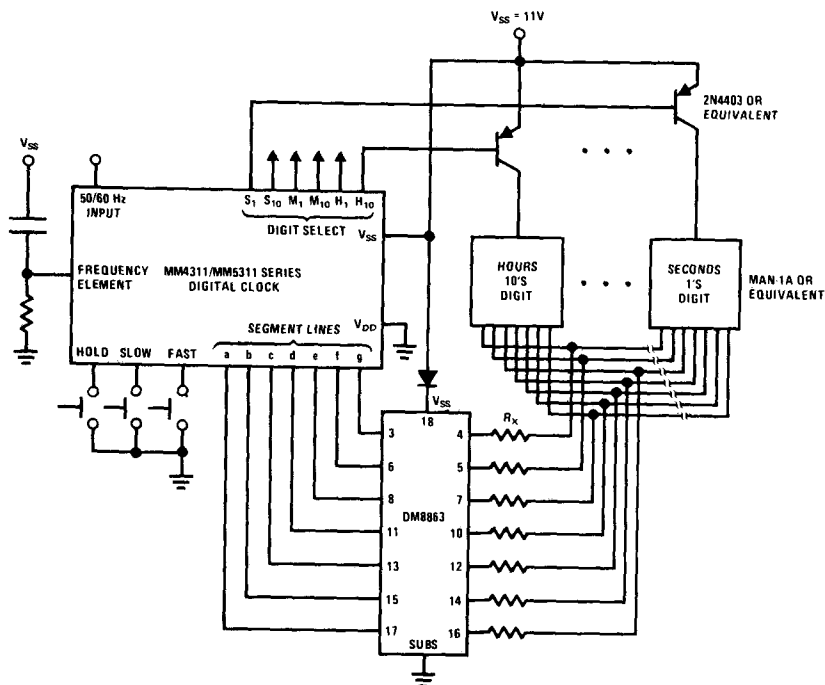 VSS = 11V
2N4403 OR
EQUIVALENT
VSS
50/60 Hz
INPUT
S1 S10 M1 M10 H1 H10
DIGIT SELECT
VSS
FREQUENCY
ELEMENT
MM4311/MM5311 SERIES
DIGITAL CLOCK
HOURS
10'S
DIGIT
SECONDS
1'S
DIGIT
MAN-1A OR
EQUIVALENT
VDD
SEGMENT LINES
HOLD SLOW FAST a b c d e f g
VSS
18
RX
3 4
6 5
8 7
DM8863
11 10
13 12
15 14
17 16
SUBS